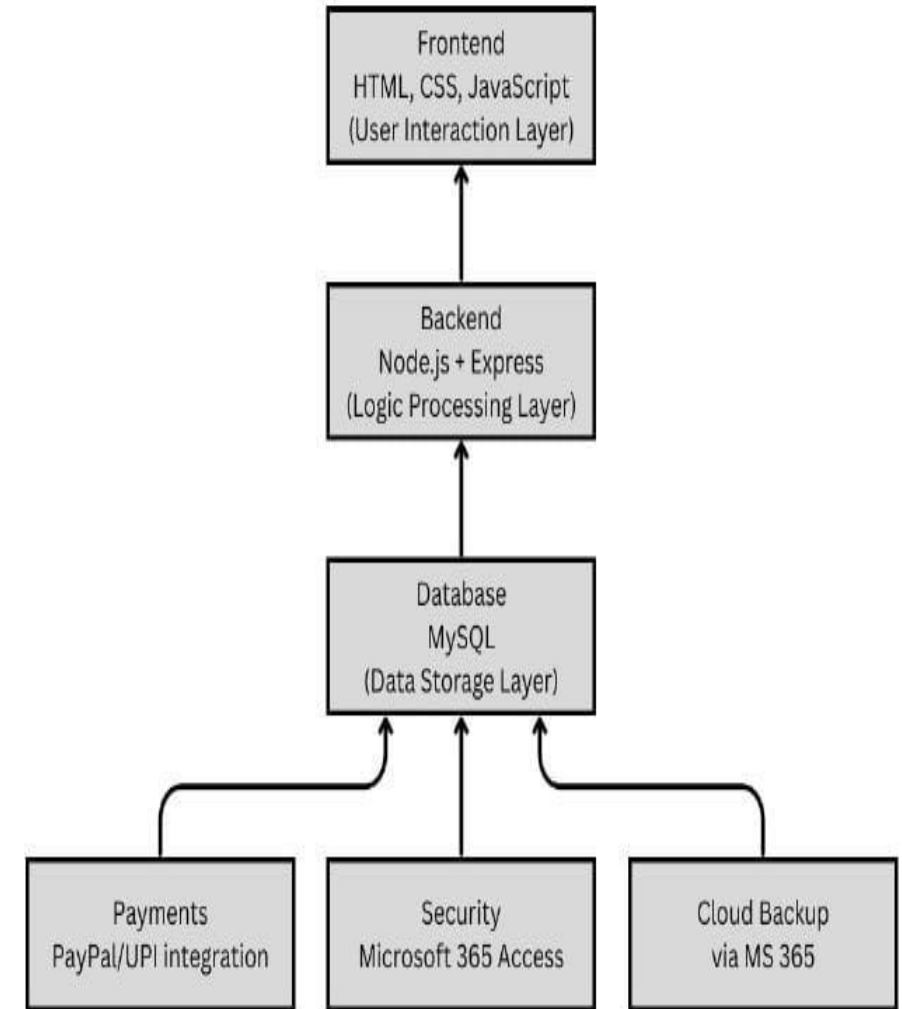 Frontend
HTML, CSS, JavaScript
(User Interaction Layer)
Backend
Node.js + Express
(Logic Processing Layer)
Database
MySQL
(Data Storage Layer)
Payments
PayPal/UPI integration
Security
Microsoft 365 Access
Cloud Backup
via MS 365